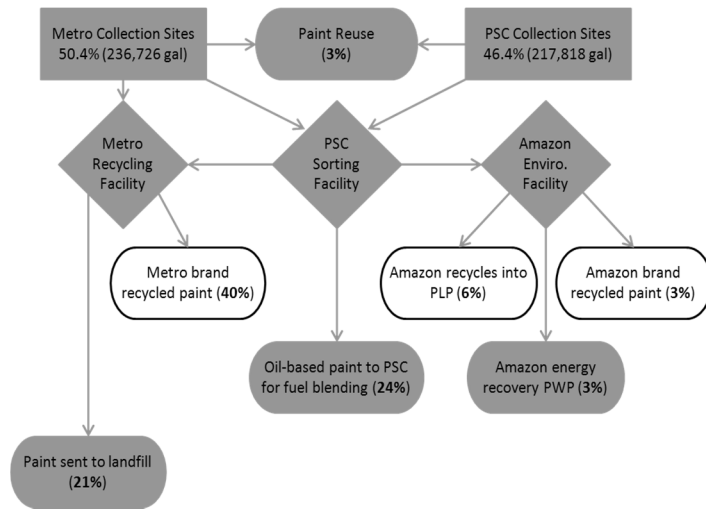 Metro Collection Sites
50.4% (236,726 gal)
Paint Reuse
(3%)
PSC Collection Sites
46.4% (217,818 gal)
Metro
Recycling
Facility
PSC
Sorting
Facility
Amazon
Enviro.
Facility
Metro brand
recycled paint (40%)
Amazon recycles into
PLP (6%)
Amazon brand
recycled paint (3%)
Oil-based paint to PSC
for fuel blending (24%)
Amazon energy
recovery PWP (3%)
Paint sent to landfill
(21%)